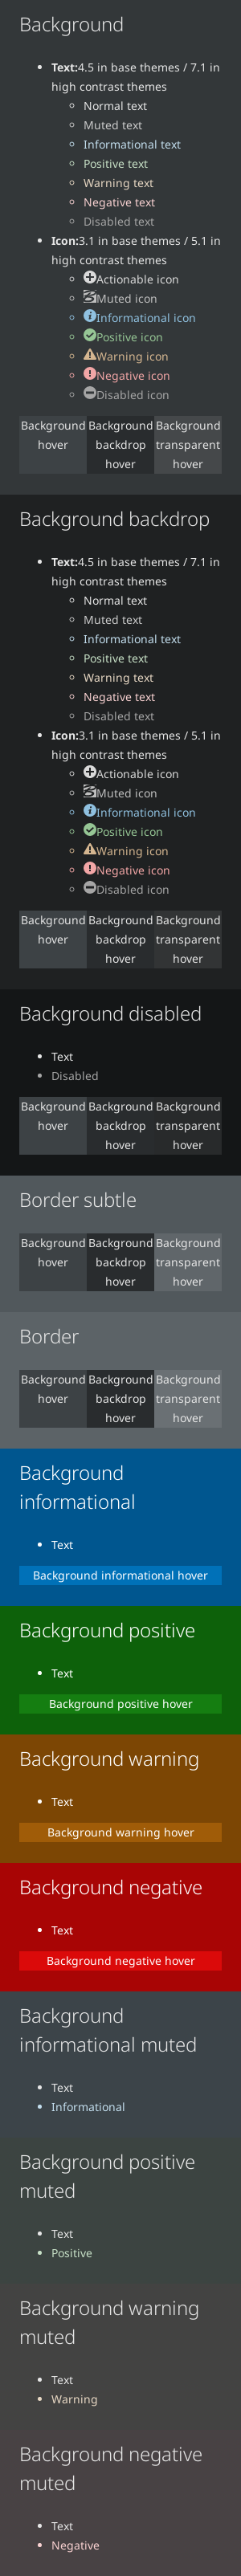 Background
Text:4.5 in base themes / 7.1 in
high contrast themes
Normal text
Muted text
Informational text
Positive text
Warning text
Negative text
Disabled text
Icon:3.1 in base themes / 5.1 in
high contrast themes
Actionable icon
Muted icon
Informational icon
Positive icon
Warning icon
Negative icon
Disabled icon
Background Background Background
hover backdrop transparent
hover hover
Background backdrop
Text:4.5 in base themes / 7.1 in
high contrast themes
Normal text
Muted text
Informational text
Positive text
Warning text
Negative text
Disabled text
Icon:3.1 in base themes / 5.1 in
high contrast themes
Actionable icon
Muted icon
Informational icon
Positive icon
Warning icon
Negative icon
Disabled icon
Background Background Background
hover backdrop transparent
hover hover
Background disabled
Text
Disabled
Background Background Background
hover backdrop transparent
hover hover
Border subtle
Background Background Background
hover backdrop transparent
hover hover
Border
Background Background Background
hover backdrop transparent
hover hover
Background
informational
Text
Background informational hover
Background positive
Text
Background positive hover
Background warning
Text
Background warning hover
Background negative
Text
Background negative hover
Background
informational muted
Text
Informational
Background positive
muted
Text
Positive
Background warning
muted
Text
Warning
Background negative
muted
Text
Negative